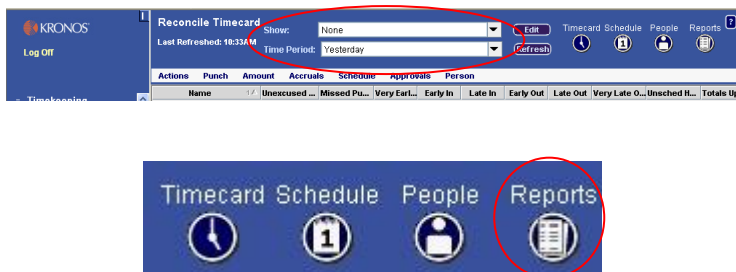 KRONOS
Log Off
Timekeeping
Reconcile Timecard
Last Refreshed: 10:33AM
Show: None Edit
Time Period: Yesterday Refresh
Timecard Schedule People Reports ?
1
Actions Punch Amount Accruals Schedule Approvals Person
Name Unexcused ... Missed Pu... Very Earl... Early In Late In Early Out Late Out Very Late O... Unsched H... Totals Up
Timecard Schedule People Reports
1